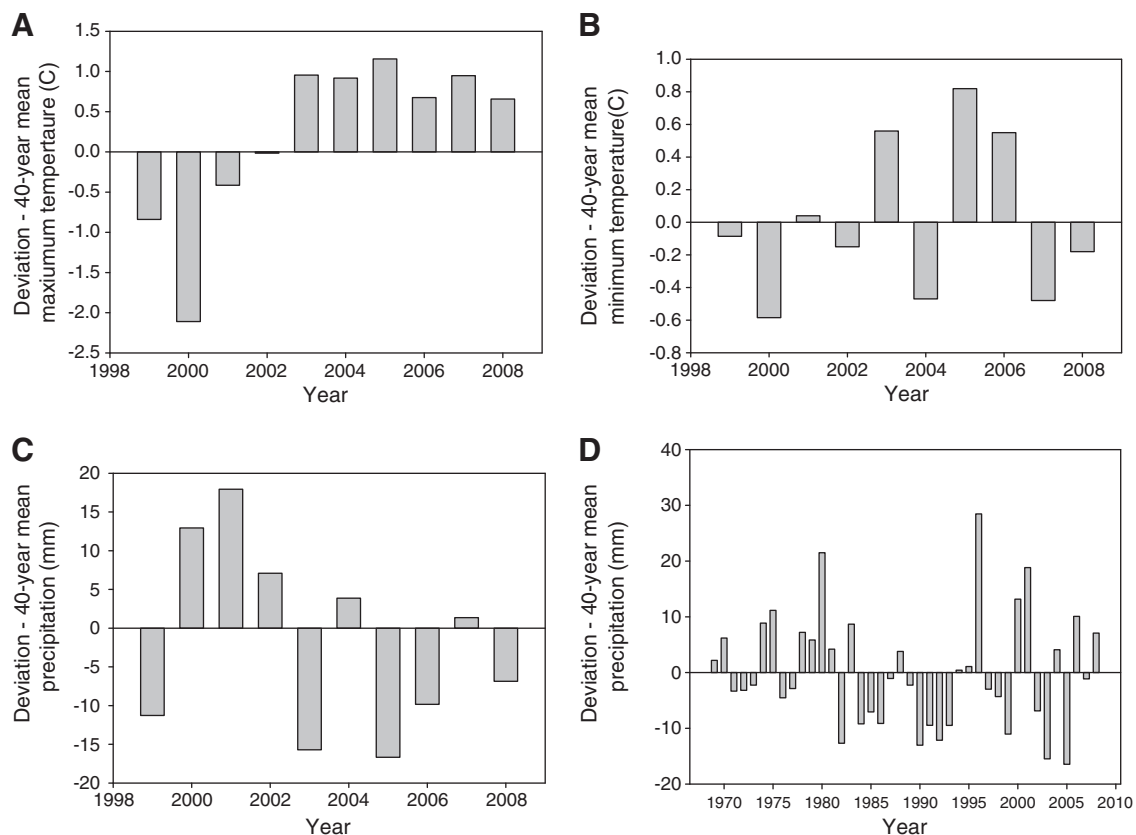 A
Deviation - 40-year mean
maxiumum tempertaure (C)
1.5
1.0
0.5
0.0
-0.5
-1.0
-1.5
-2.0
-2.5
1998 2000 2002 2004 2006 2008
Year
B
Deviation - 40-year mean
minimum temperature(C)
1.0
0.8
0.6
0.4
0.2
0.0
-0.2
-0.4
-0.6
-0.8
1998 2000 2002 2004 2006 2008
Year
C
Deviation - 40-year mean
precipitation (mm)
20
15
10
5
0
-5
-10
-15
-20
1998 2000 2002 2004 2006 2008
Year
D
Deviation - 40-year mean
precipitation (mm)
40
30
20
10
0
-10
-20
1970 1975 1980 1985 1990 1995 2000 2005 2010
Year